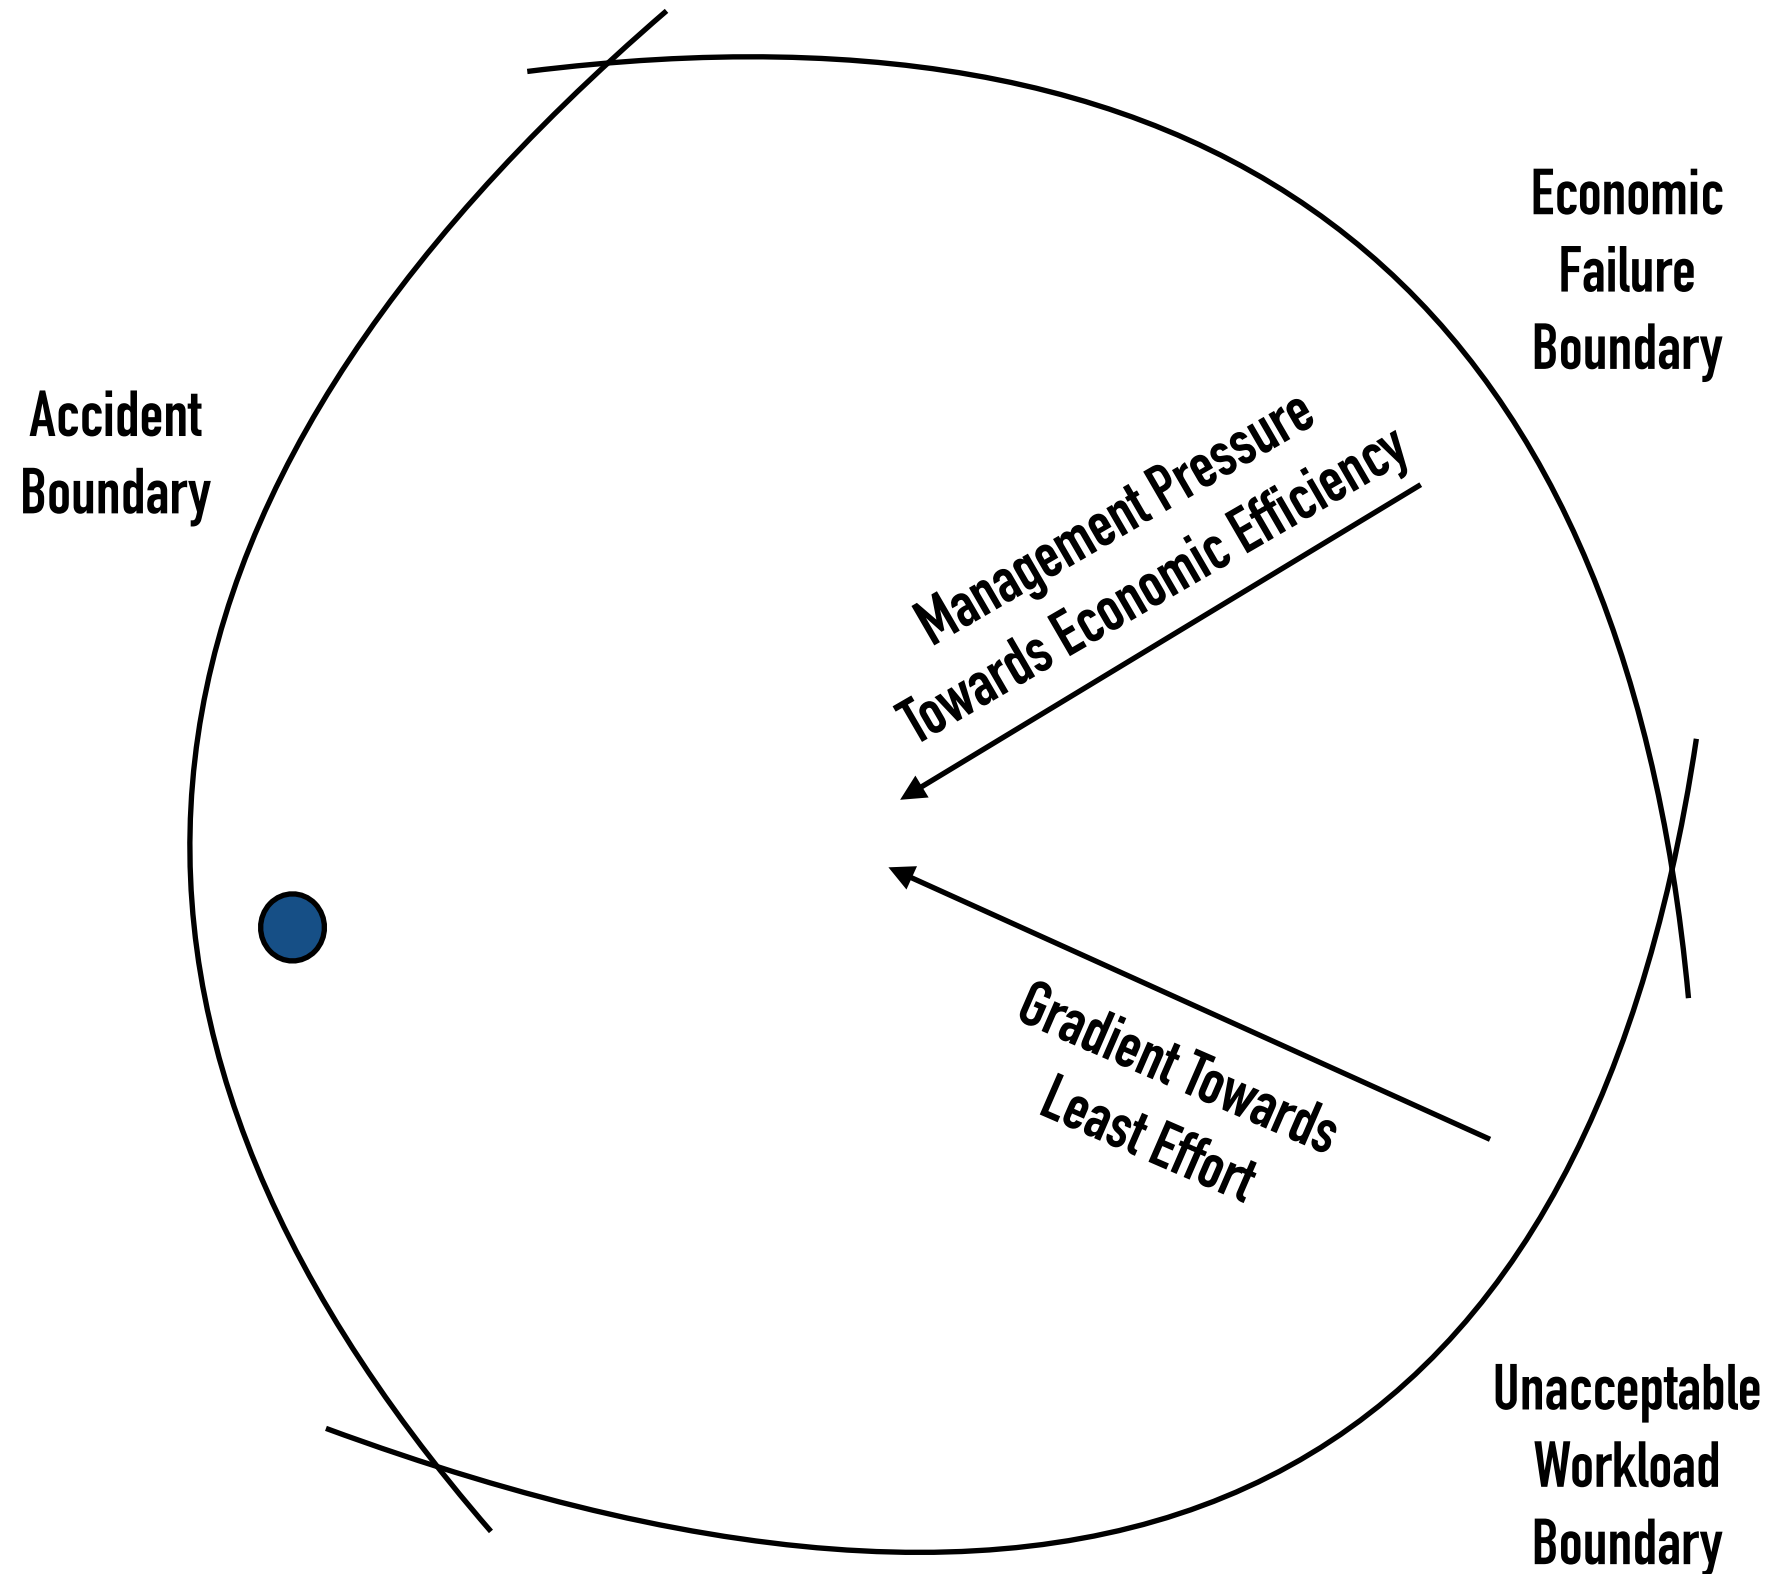 Economic
Failure
Boundary
Accident
Boundary
Management Pressure
Towards Economic Efficiency
Gradient Towards
Least Effort
Unacceptable
Workload
Boundary